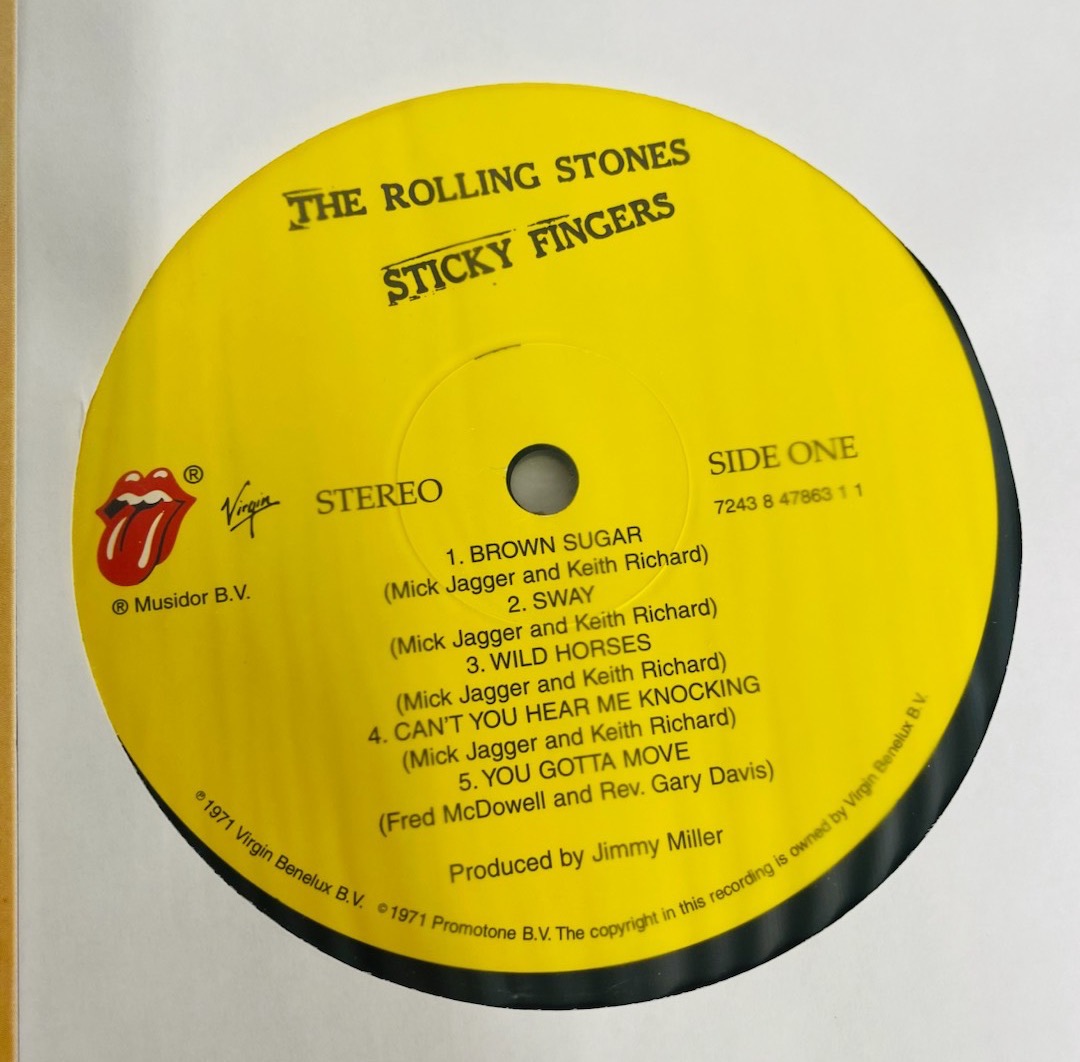 THE ROLLING STONES
STICKY FINGERS
®
Virgin
STEREO
SIDE ONE
7243 8 47863 1 1
® Musidor B.V.
1. BROWN SUGAR
(Mick Jagger and Keith Richard)
2. SWAY
(Mick Jagger and Keith Richard)
3. WILD HORSES
(Mick Jagger and Keith Richard)
4. CAN'T YOU HEAR ME KNOCKING
(Mick Jagger and Keith Richard)
5. YOU GOTTA MOVE
(Fred McDowell and Rev. Gary Davis)
Produced by Jimmy Miller
℗ 1971 Virgin Benelux B.V. © 1971 Promotone B.V. The copyright in this recording is owned by Virgin Benelux B.V.